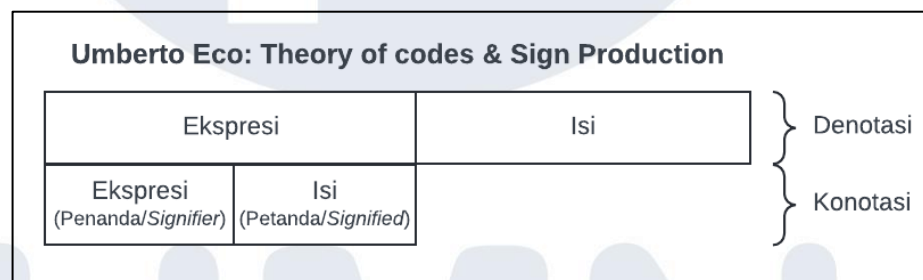 Umberto Eco: Theory of codes & Sign Production
Ekspresi
Isi
Denotasi
Ekspresi
(Penanda/Signifier)
Isi
(Petanda/Signified)
Konotasi